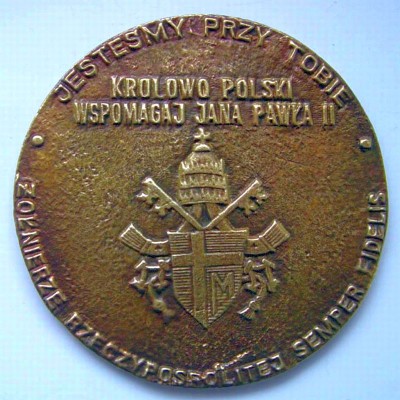 JESTEŚMY PRZY TOBIE
KRÓLOWO POLSKI
WSPOMAGAJ JANA PAWŁA II
ŻOŁNIERZE RZECZYPOSPOLITEJ SEMPER FIDELIS
M